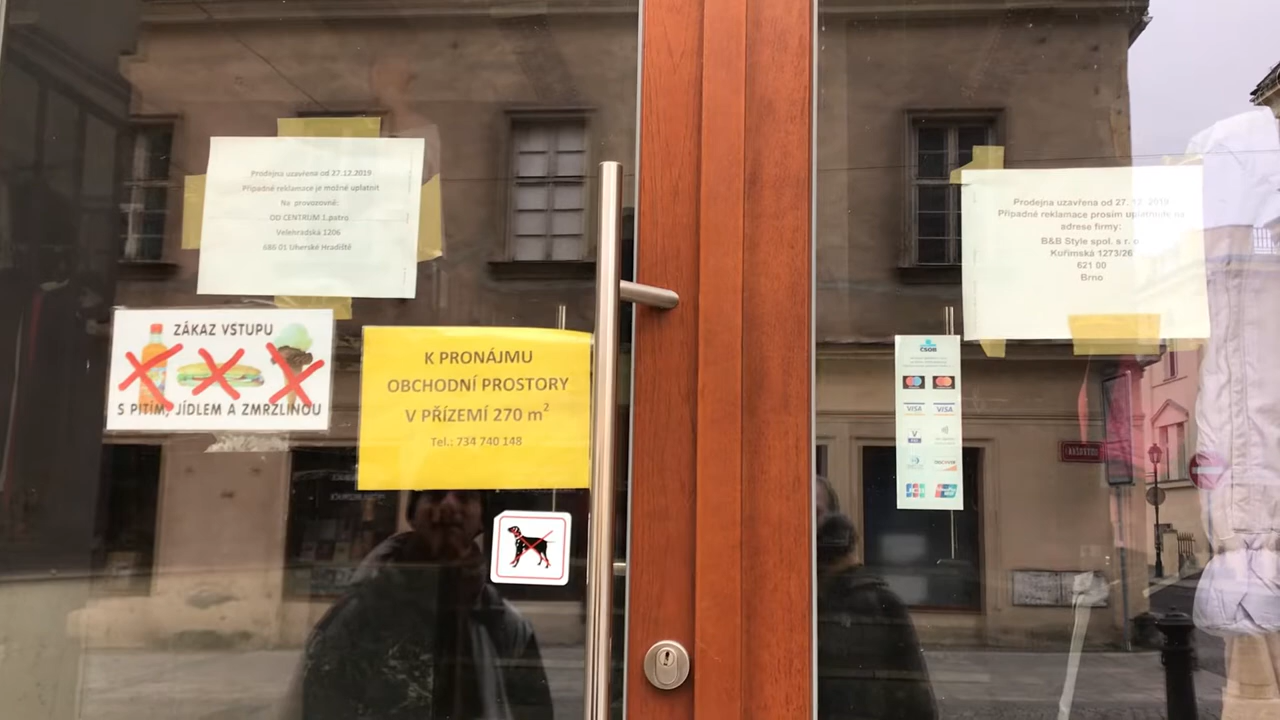 Prodejna uzavřena od 27.12.2019
Případné reklamace je možné uplatnit
Na provozovně:
OD CENTRUM 1.patro
Velehradská 1206
686 01 Uherské Hradiště
ZÁKAZ VSTUPU
S PITÍM, JÍDLEM A ZMRZLINOU
K PRONÁJMU
OBCHODNÍ PROSTORY
V PŘÍZEMÍ 270 m²
Tel.: 734 740 148
Prodejna uzavřena od 27.12.2019
Případné reklamace prosím uplatněte na
adrese firmy:
B&B Style spol. s r. o
Kuřimská 1273/26
621 00
Brno
ČSOB
VISA VISA
V PAY
DISCOVER
JCB